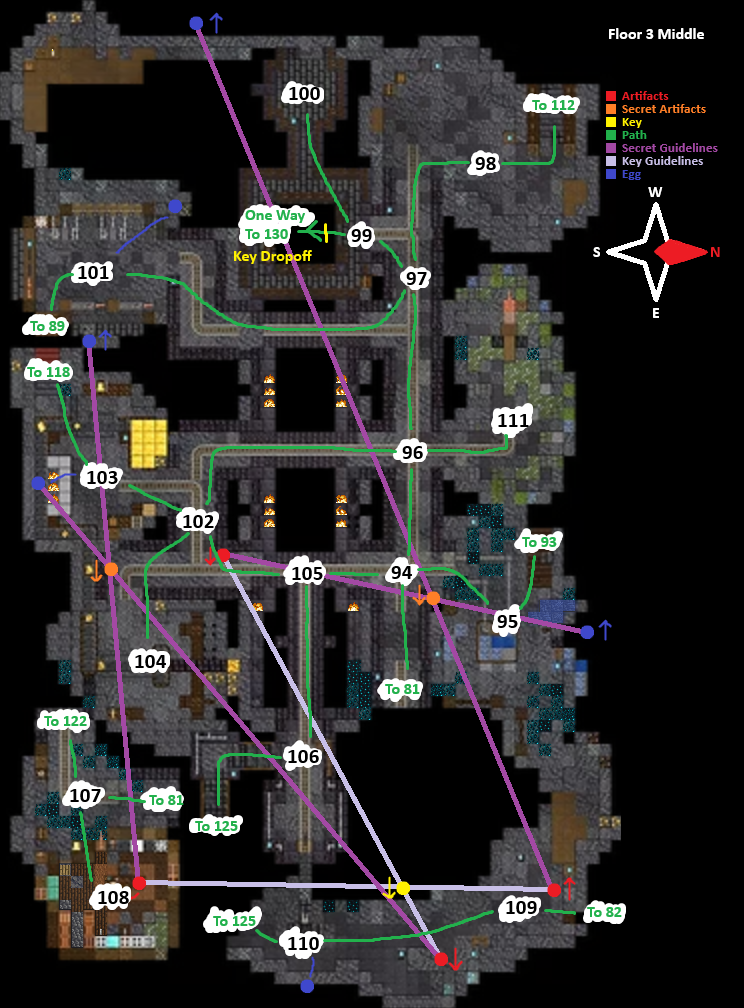 Floor 3 Middle
100
Artifacts
Secret Artifacts
Key
Path
Secret Guidelines
Key Guidelines
Egg
To 112
98
W
S
N
E
One Way
To 130
99
Key Dropoff
101
97
To 89
To 118
111
96
103
102
To 93
105
94
95
104
To 81
To 122
106
107
To 81
To 125
108
109
To 125
To 82
110